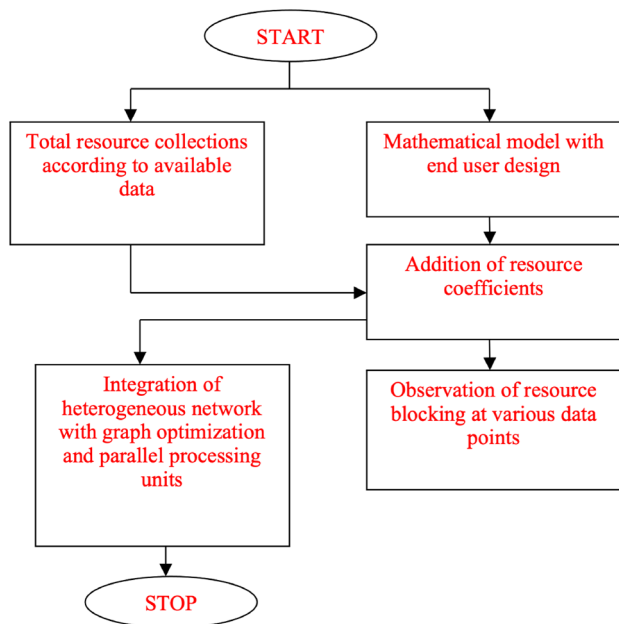 START
Total resource collections
according to available
data
Mathematical model with
end user design
Addition of resource
coefficients
Integration of
heterogeneous network
with graph optimization
and parallel processing
units
Observation of resource
blocking at various data
points
STOP